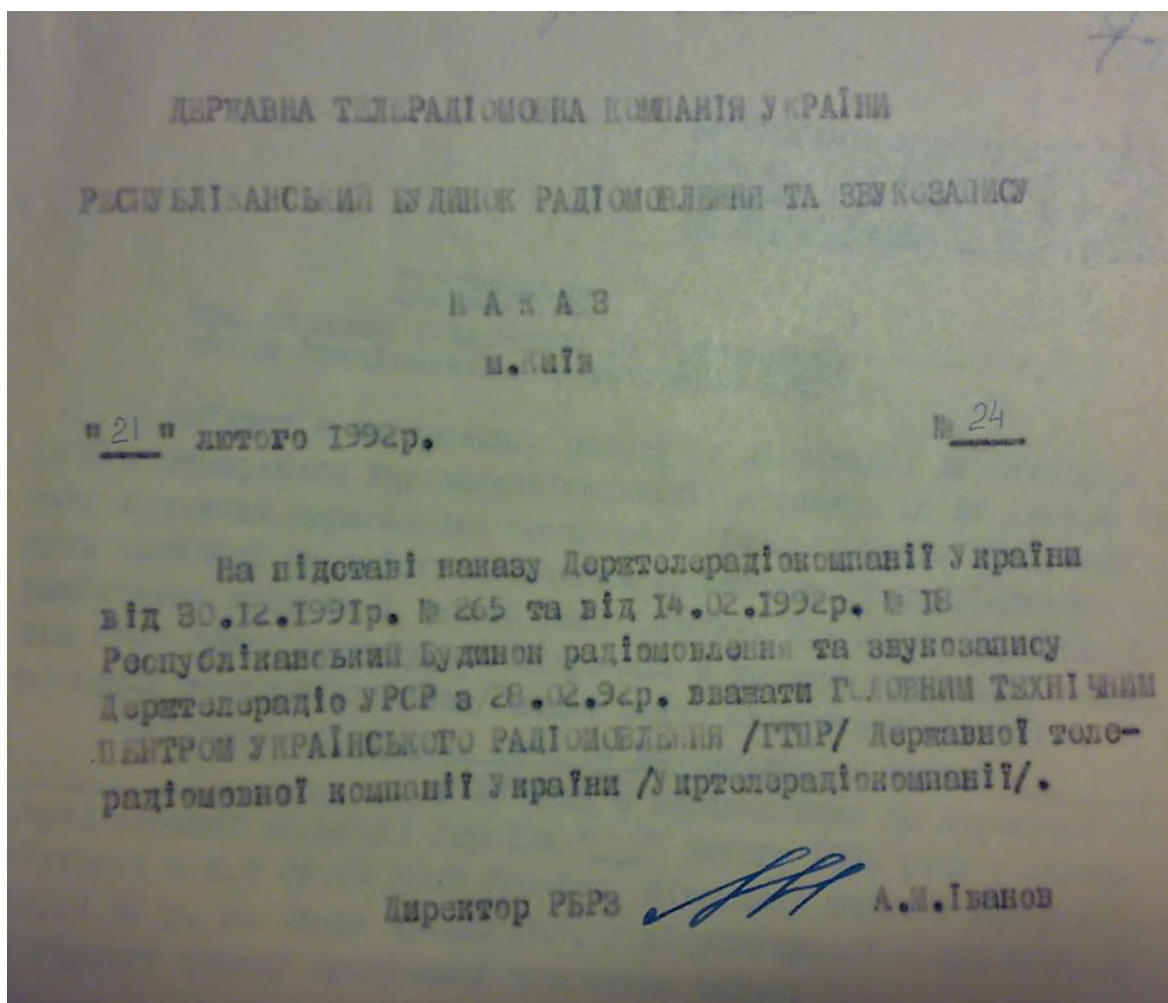 7
ДЕРЖАВНА ТЕЛЕРАДІОМОВНА КОМПАНІЯ УКРАЇНИ
РЕСПУБЛІКАНСЬКИЙ БУДИНОК РАДІОМОВЛЕННЯ ТА ЗВУКОЗАПИСУ
Н А К А З
м.Київ
"21" лютого 1992р. № 24
На підставі наказу Держтелерадіокомпанії України
від 30.12.1991р. № 265 та від 14.02.1992р. № 18
Республіканський Будинок радіомовлення та звукозапису
Держтелерадіо УРСР з 28.02.92р. вважати ГОЛОВНИМ ТЕХНІЧНИМ
ЦЕНТРОМ УКРАЇНСЬКОГО РАДІОМОВЛЕННЯ /ГТЦР/ Державної теле-
радіомовної компанії України /Укртелерадіокомпанії/.
Директор РБРЗ А.М.Іванов